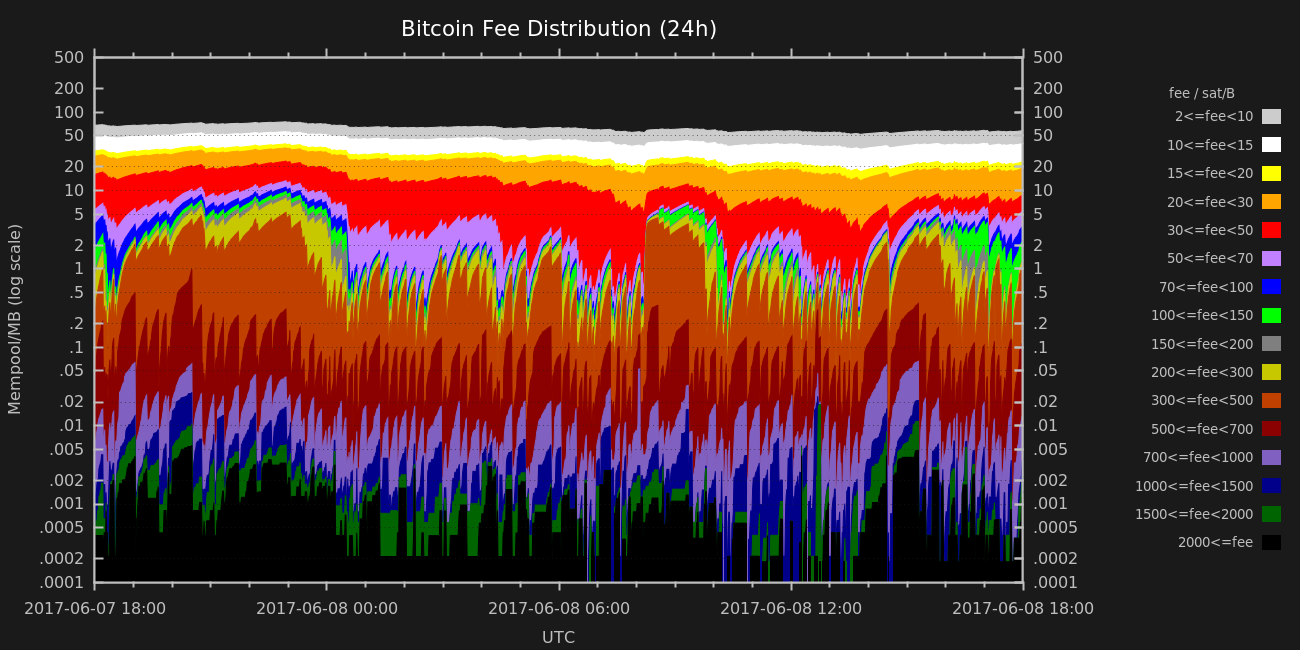 Bitcoin Fee Distribution (24h)
500
200
100
50
20
10
5
2
1
.5
.2
.1
.05
.02
.01
.005
.002
.001
.0005
.0002
.0001
Mempool/MB (log scale)
500
200
100
50
20
10
5
2
1
.5
.2
.1
.05
.02
.01
.005
.002
.001
.0005
.0002
.0001
2017-06-07 18:00
2017-06-08 00:00
2017-06-08 06:00
2017-06-08 12:00
2017-06-08 18:00
UTC
fee / sat/B
2<=fee<10
10<=fee<15
15<=fee<20
20<=fee<30
30<=fee<50
50<=fee<70
70<=fee<100
100<=fee<150
150<=fee<200
200<=fee<300
300<=fee<500
500<=fee<700
700<=fee<1000
1000<=fee<1500
1500<=fee<2000
2000<=fee